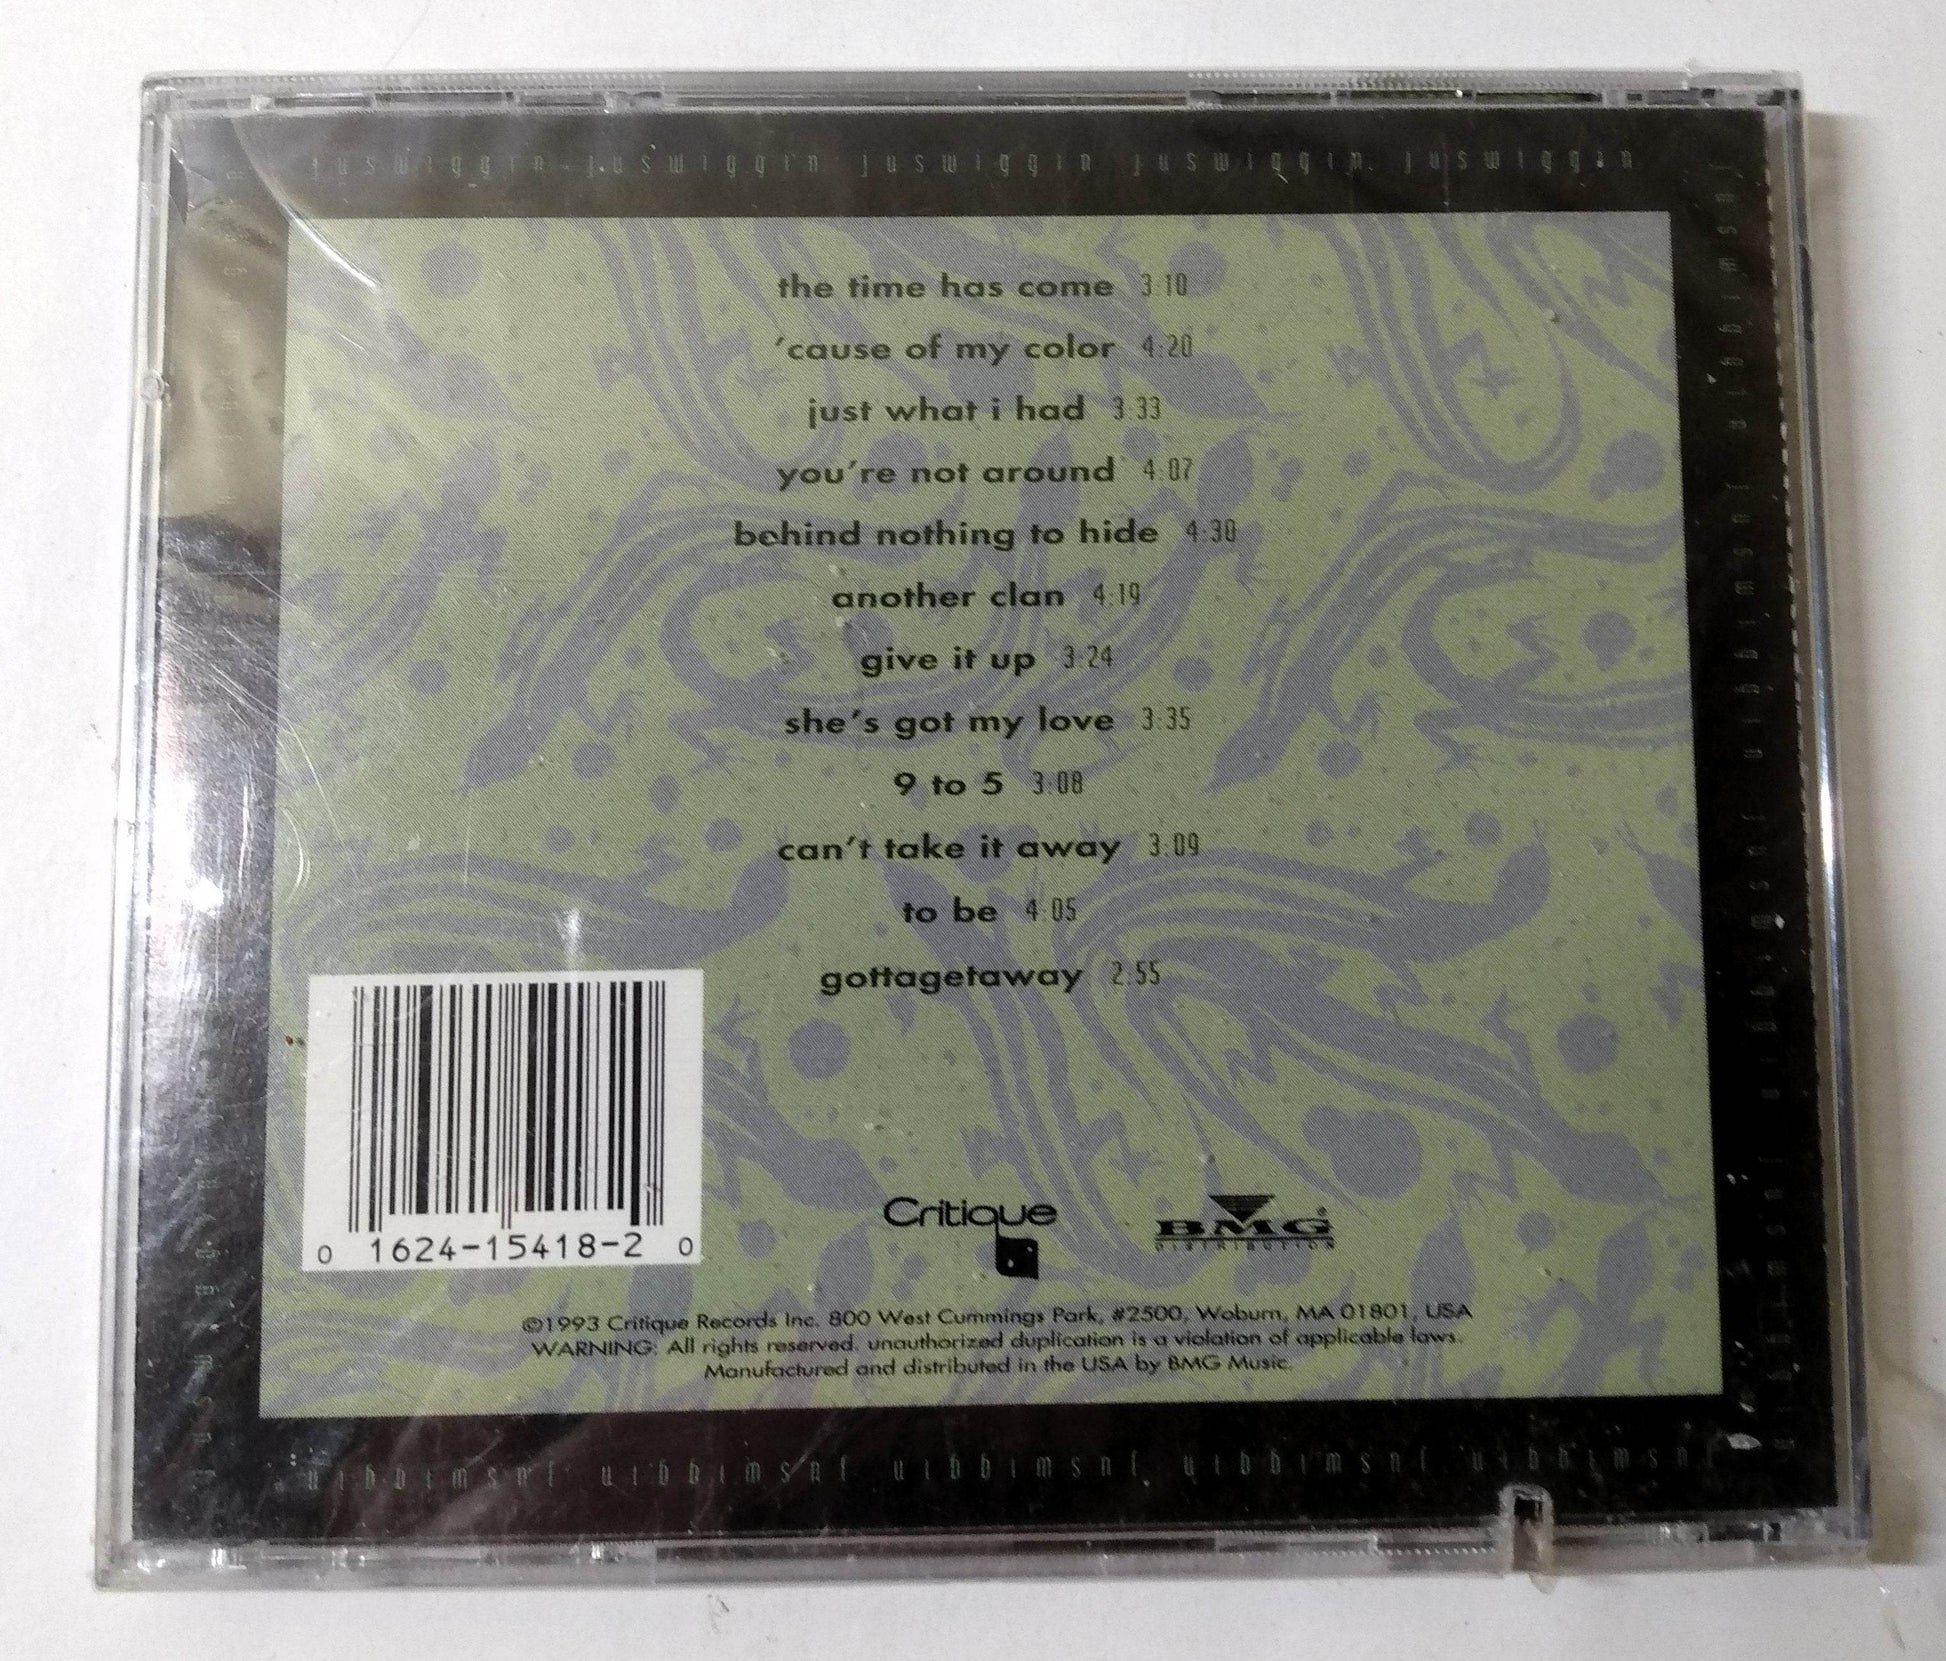 juswiggin juswiggin juswiggin juswiggin juswiggin
the time has come 3:10
'cause of my color 4:20
just what i had 3:33
you're not around 4:07
behind nothing to hide 4:30
another clan 4:19
give it up 3:24
she's got my love 3:35
9 to 5 3:08
can't take it away 3:09
to be 4:05
gottagetaway 2:55
0 1624-15418-2 0
Critique
BMG
DISTRIBUTION
©1993 Critique Records Inc. 800 West Cummings Park, #2500, Woburn, MA 01801, USA
WARNING: All rights reserved. unauthorized duplication is a violation of applicable laws.
Manufactured and distributed in the USA by BMG Music.
juswiggin juswiggin juswiggin juswiggin juswiggin